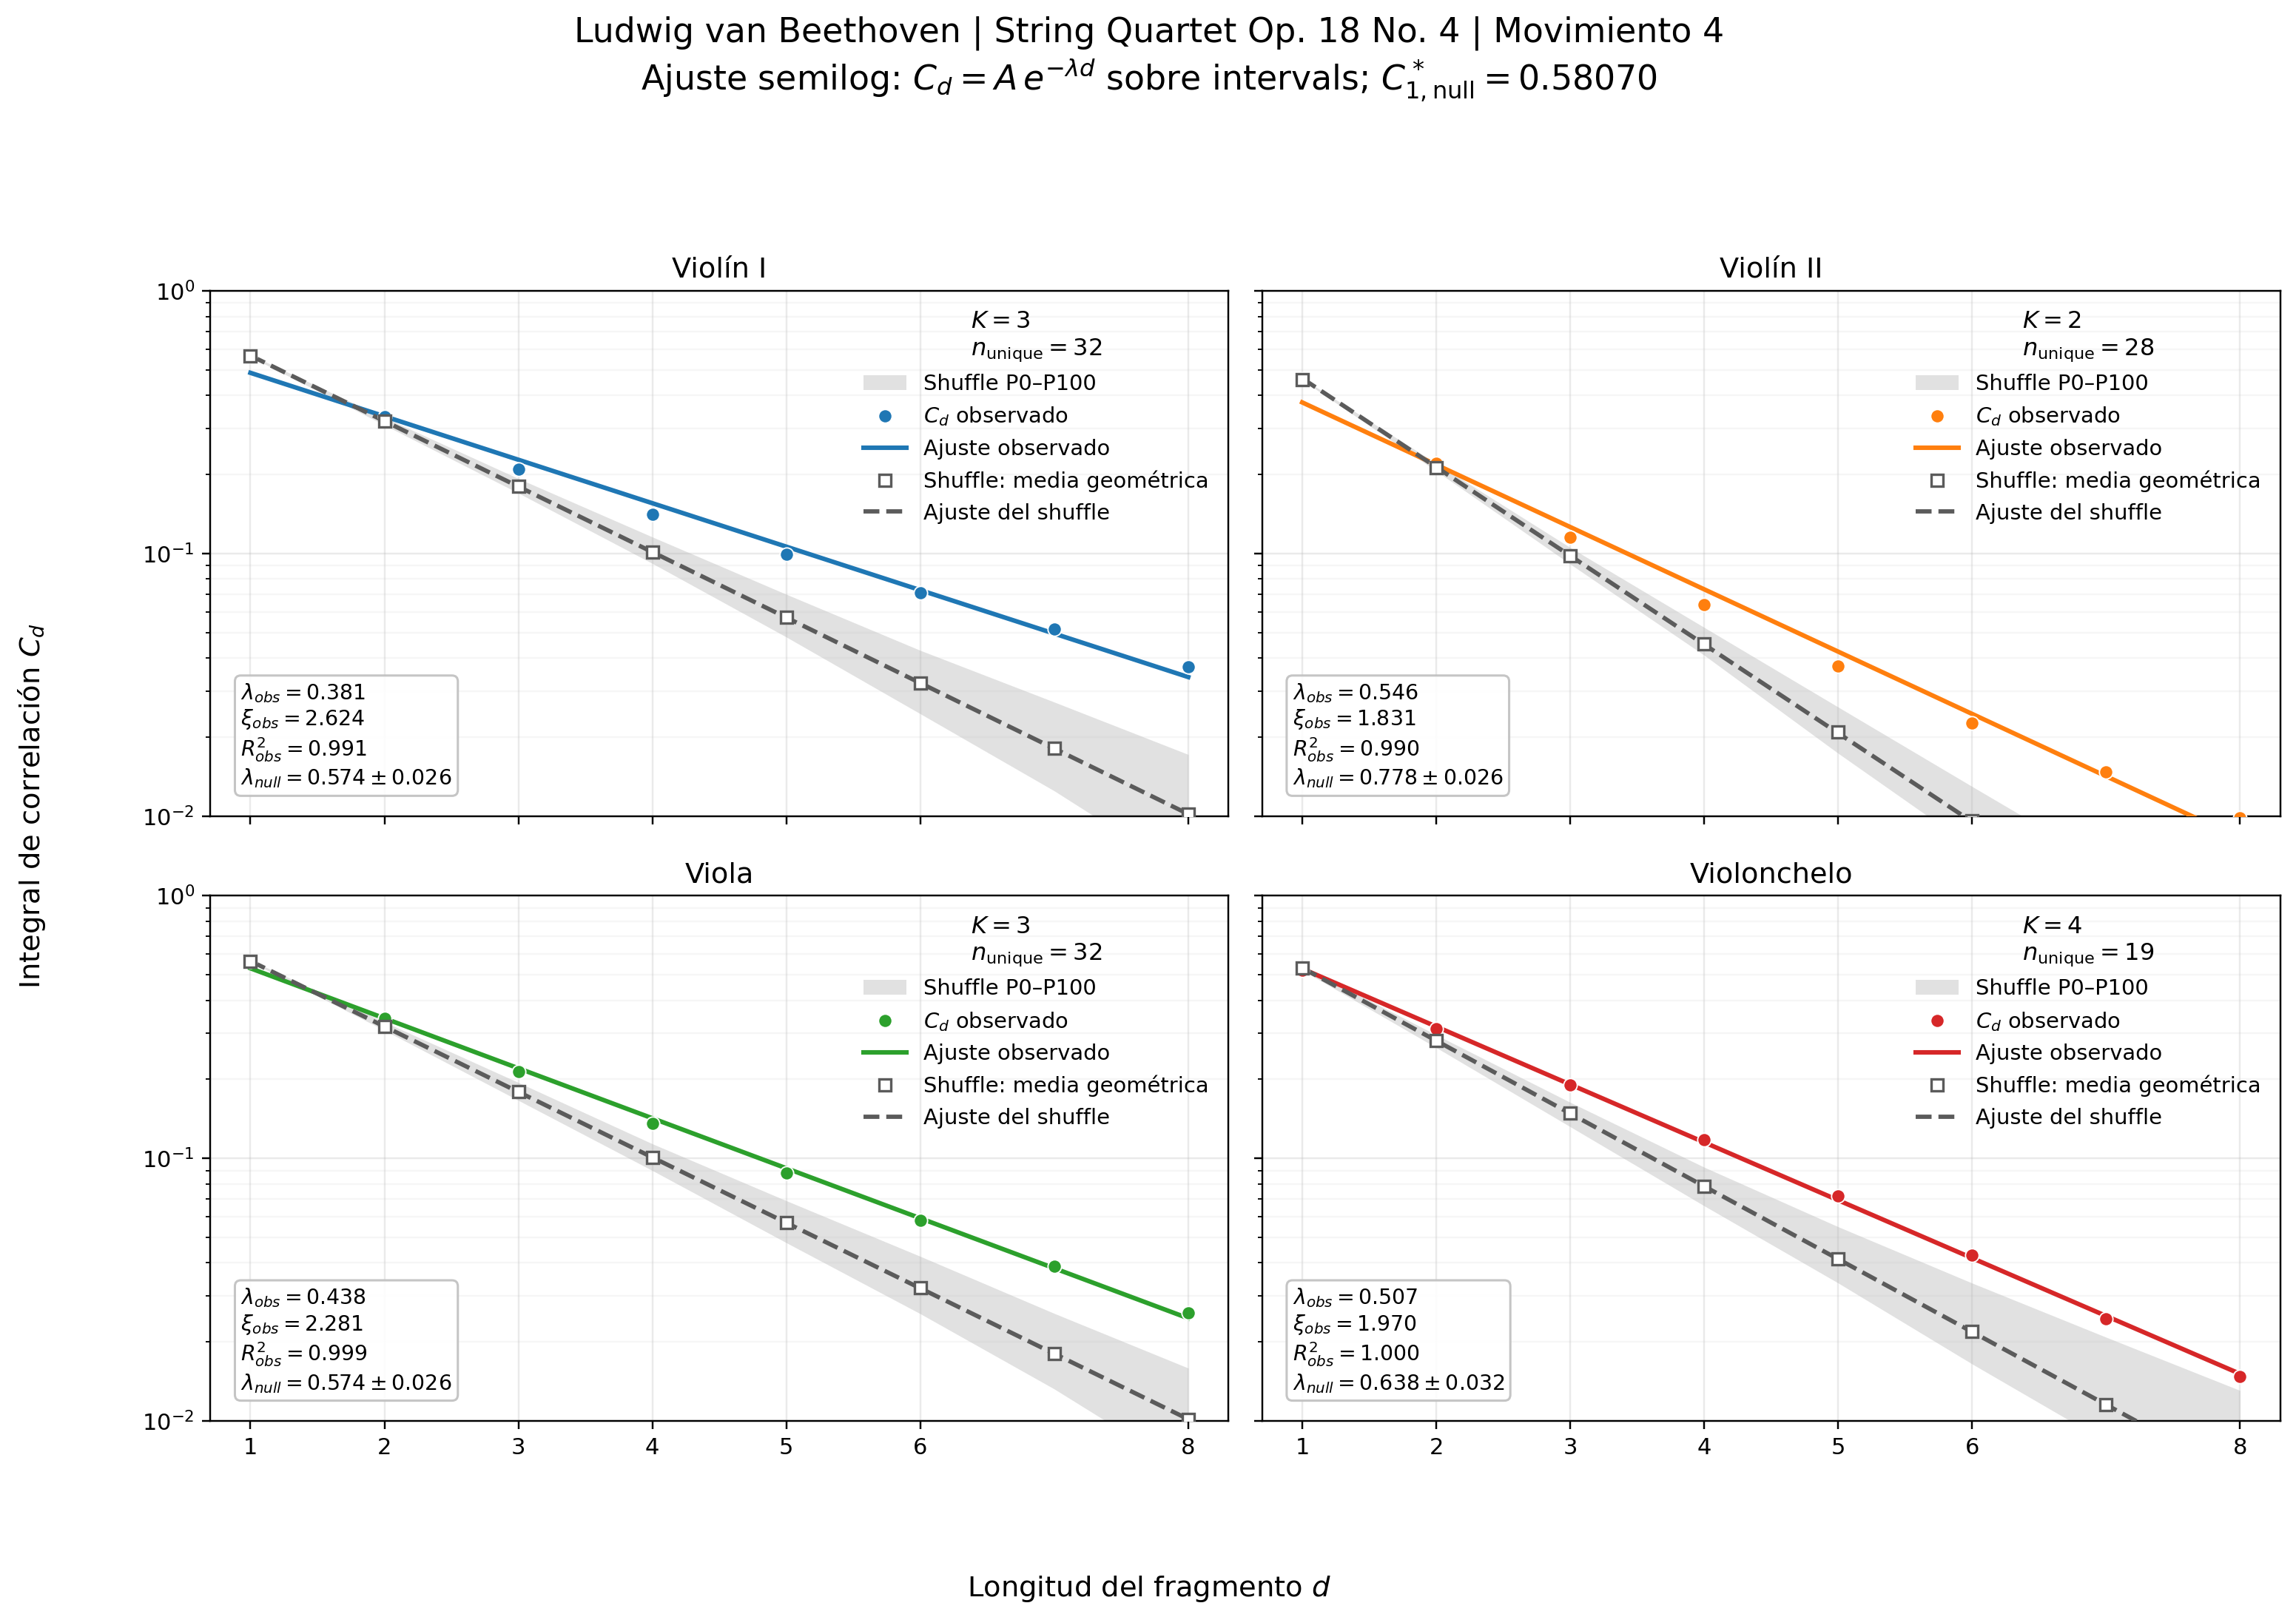 Ludwig van Beethoven | String Quartet Op. 18 No. 4 | Movimiento 4
Ajuste semilog: $C_d = A e^{-\lambda d}$ sobre intervals; $C^*_{1,\mathrm{null}} = 0.58070$
Integral de correlación $C_d$
Violín I
10⁰
10⁻¹
10⁻²
K = 3
n_unique = 32
Shuffle P0–P100
C_d observado
Ajuste observado
Shuffle: media geométrica
Ajuste del shuffle
λ_obs = 0.381
ξ_obs = 2.624
R²_obs = 0.991
λ_null = 0.574 ± 0.026
Violín II
K = 2
n_unique = 28
Shuffle P0–P100
C_d observado
Ajuste observado
Shuffle: media geométrica
Ajuste del shuffle
λ_obs = 0.546
ξ_obs = 1.831
R²_obs = 0.990
λ_null = 0.778 ± 0.026
Viola
10⁰
10⁻¹
10⁻²
K = 3
n_unique = 32
Shuffle P0–P100
C_d observado
Ajuste observado
Shuffle: media geométrica
Ajuste del shuffle
λ_obs = 0.438
ξ_obs = 2.281
R²_obs = 0.999
λ_null = 0.574 ± 0.026
1 2 3 4 5 6 8
Violonchelo
K = 4
n_unique = 19
Shuffle P0–P100
C_d observado
Ajuste observado
Shuffle: media geométrica
Ajuste del shuffle
λ_obs = 0.507
ξ_obs = 1.970
R²_obs = 1.000
λ_null = 0.638 ± 0.032
1 2 3 4 5 6 8
Longitud del fragmento d